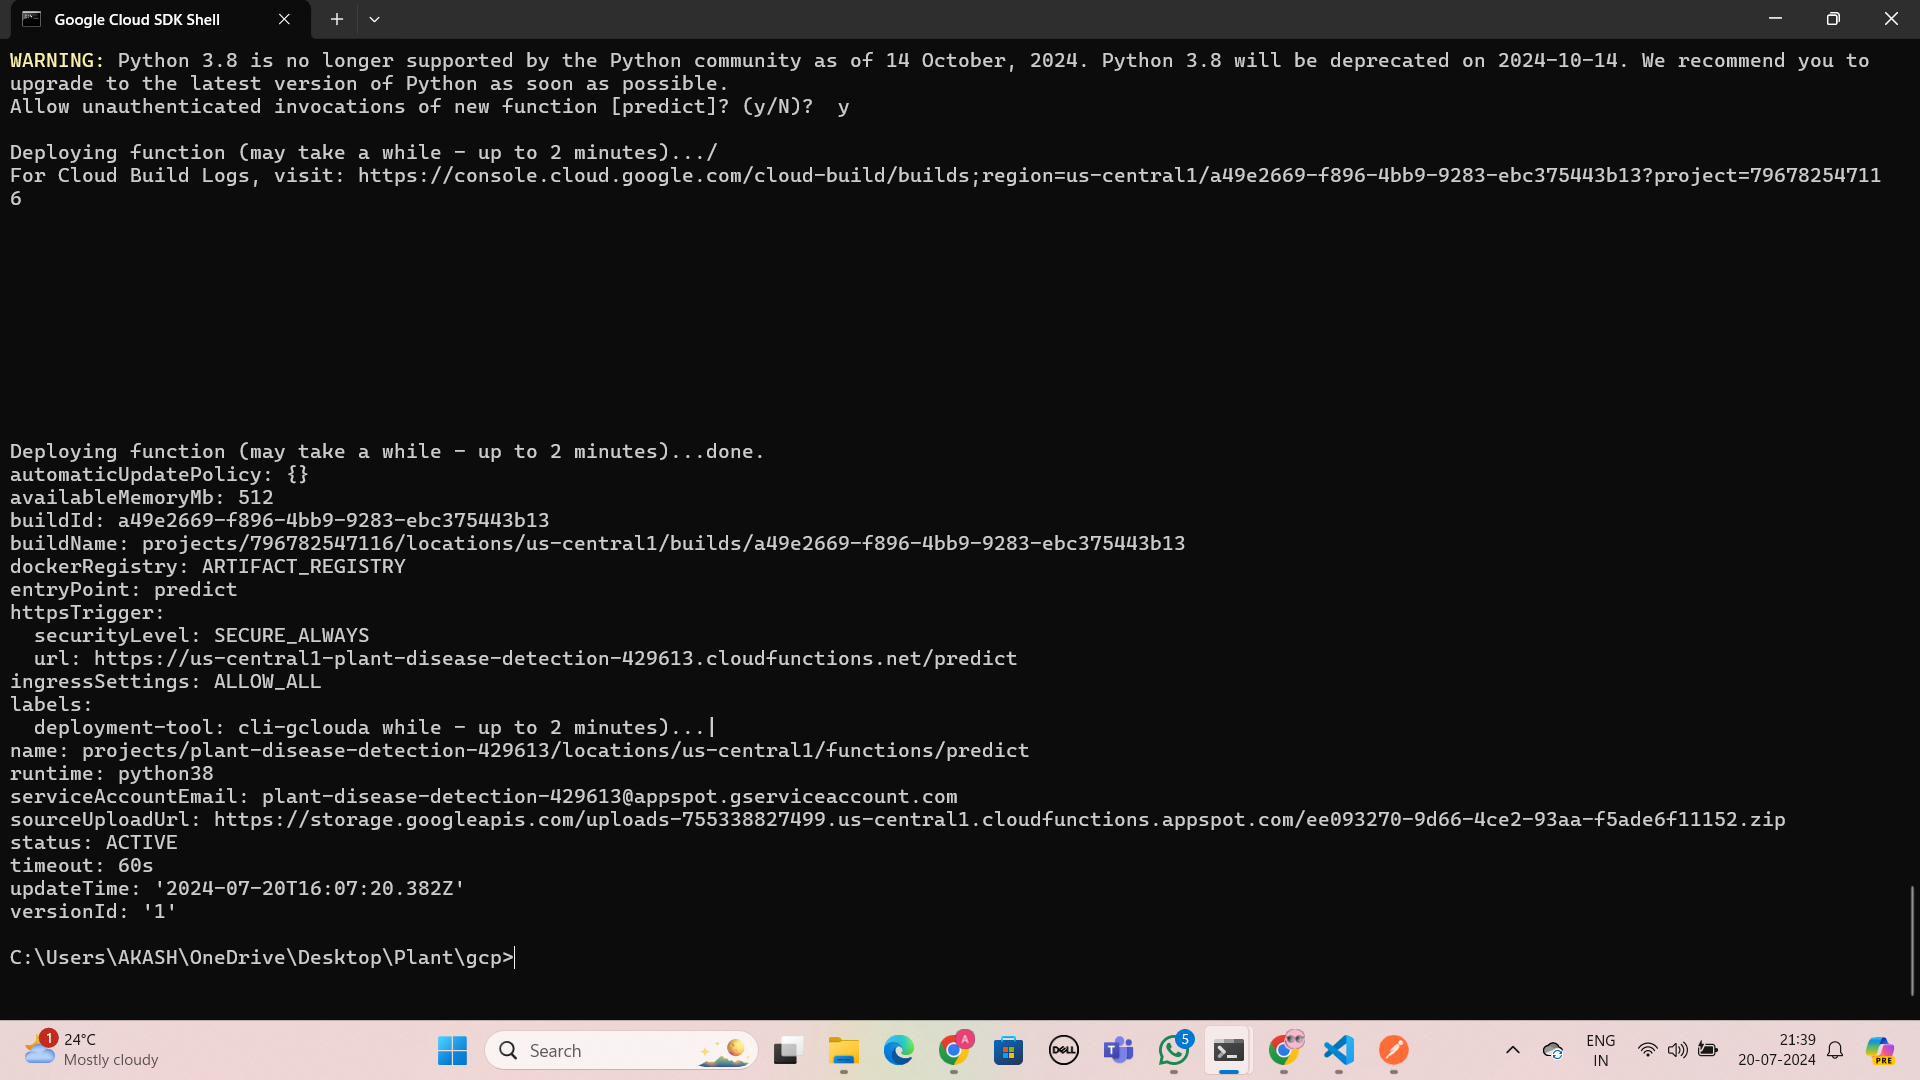 Google Cloud SDK Shell
WARNING: Python 3.8 is no longer supported by the Python community as of 14 October, 2024. Python 3.8 will be deprecated on 2024-10-14. We recommend you to
upgrade to the latest version of Python as soon as possible.
Allow unauthenticated invocations of new function [predict]? (y/N)?  y
Deploying function (may take a while - up to 2 minutes).../
For Cloud Build Logs, visit: https://console.cloud.google.com/cloud-build/builds;region=us-central1/a49e2669-f896-4bb9-9283-ebc375443b13?project=79678254711
6
Deploying function (may take a while - up to 2 minutes)...done.
automaticUpdatePolicy: {}
availableMemoryMb: 512
buildId: a49e2669-f896-4bb9-9283-ebc375443b13
buildName: projects/796782547116/locations/us-central1/builds/a49e2669-f896-4bb9-9283-ebc375443b13
dockerRegistry: ARTIFACT_REGISTRY
entryPoint: predict
httpsTrigger:
  securityLevel: SECURE_ALWAYS
  url: https://us-central1-plant-disease-detection-429613.cloudfunctions.net/predict
ingressSettings: ALLOW_ALL
labels:
  deployment-tool: cli-gclouda while - up to 2 minutes)...|
name: projects/plant-disease-detection-429613/locations/us-central1/functions/predict
runtime: python38
serviceAccountEmail: plant-disease-detection-429613@appspot.gserviceaccount.com
sourceUploadUrl: https://storage.googleapis.com/uploads-755338827499.us-central1.cloudfunctions.appspot.com/ee093270-9d66-4ce2-93aa-f5ade6f11152.zip
status: ACTIVE
timeout: 60s
updateTime: '2024-07-20T16:07:20.382Z'
versionId: '1'
C:\Users\AKASH\OneDrive\Desktop\Plant\gcp>
1
24°C
Mostly cloudy
Search
A
DELL
5
ENG
IN
21:39
20-07-2024
PRE